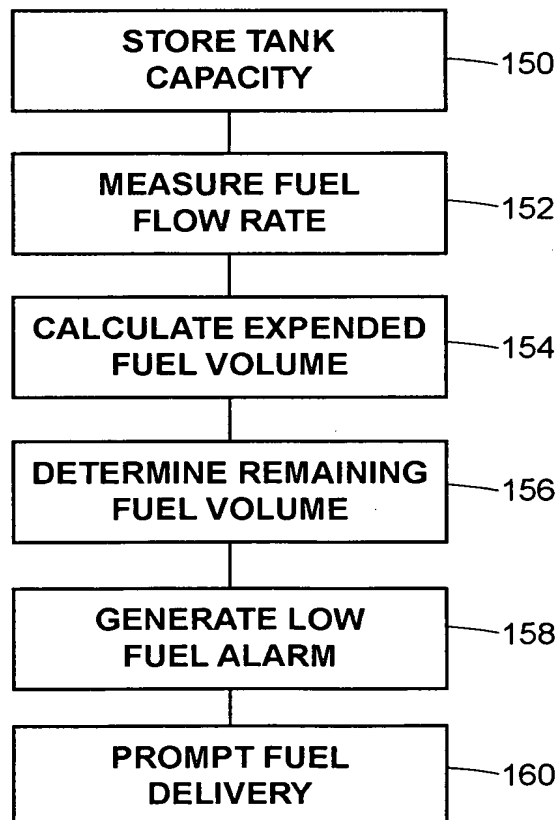 STORE TANK
CAPACITY
150
MEASURE FUEL
FLOW RATE
152
CALCULATE EXPENDED
FUEL VOLUME
154
DETERMINE REMAINING
FUEL VOLUME
156
GENERATE LOW
FUEL ALARM
158
PROMPT FUEL
DELIVERY
160